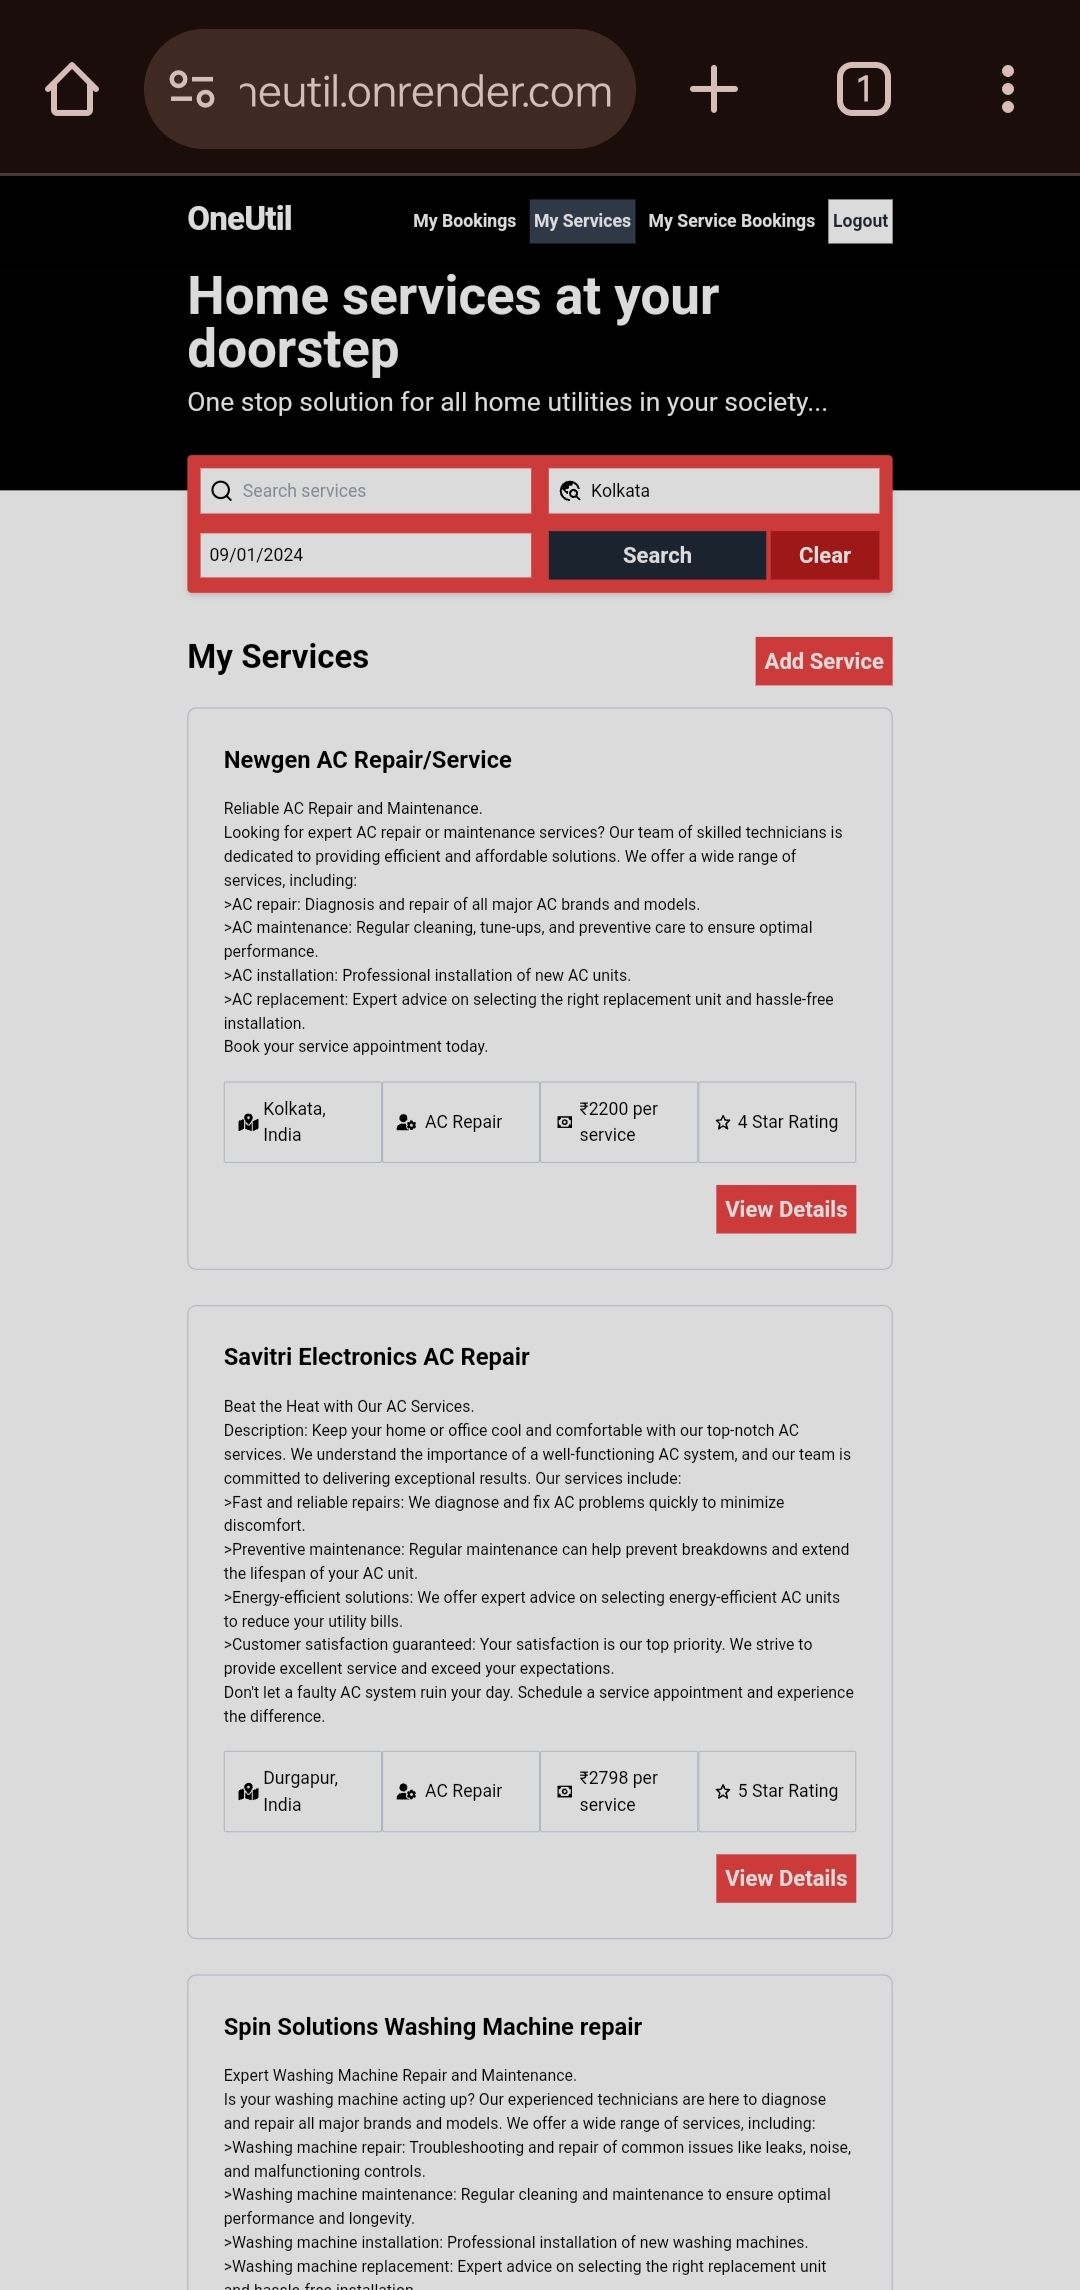 neutil.onrender.com
1
OneUtil
My Bookings
My Services
My Service Bookings
Logout
Home services at your
doorstep
One stop solution for all home utilities in your society...
Search services
Kolkata
09/01/2024
Search
Clear
My Services
Add Service
Newgen AC Repair/Service
Reliable AC Repair and Maintenance.
Looking for expert AC repair or maintenance services? Our team of skilled technicians is
dedicated to providing efficient and affordable solutions. We offer a wide range of
services, including:
>AC repair: Diagnosis and repair of all major AC brands and models.
>AC maintenance: Regular cleaning, tune-ups, and preventive care to ensure optimal
performance.
>AC installation: Professional installation of new AC units.
>AC replacement: Expert advice on selecting the right replacement unit and hassle-free
installation.
Book your service appointment today.
Kolkata,
India
AC Repair
₹2200 per
service
4 Star Rating
View Details
Savitri Electronics AC Repair
Beat the Heat with Our AC Services.
Description: Keep your home or office cool and comfortable with our top-notch AC
services. We understand the importance of a well-functioning AC system, and our team is
committed to delivering exceptional results. Our services include:
>Fast and reliable repairs: We diagnose and fix AC problems quickly to minimize
discomfort.
>Preventive maintenance: Regular maintenance can help prevent breakdowns and extend
the lifespan of your AC unit.
>Energy-efficient solutions: We offer expert advice on selecting energy-efficient AC units
to reduce your utility bills.
>Customer satisfaction guaranteed: Your satisfaction is our top priority. We strive to
provide excellent service and exceed your expectations.
Don't let a faulty AC system ruin your day. Schedule a service appointment and experience
the difference.
Durgapur,
India
AC Repair
₹2798 per
service
5 Star Rating
View Details
Spin Solutions Washing Machine repair
Expert Washing Machine Repair and Maintenance.
Is your washing machine acting up? Our experienced technicians are here to diagnose
and repair all major brands and models. We offer a wide range of services, including:
>Washing machine repair: Troubleshooting and repair of common issues like leaks, noise,
and malfunctioning controls.
>Washing machine maintenance: Regular cleaning and maintenance to ensure optimal
performance and longevity.
>Washing machine installation: Professional installation of new washing machines.
>Washing machine replacement: Expert advice on selecting the right replacement unit
and hassle-free installation.